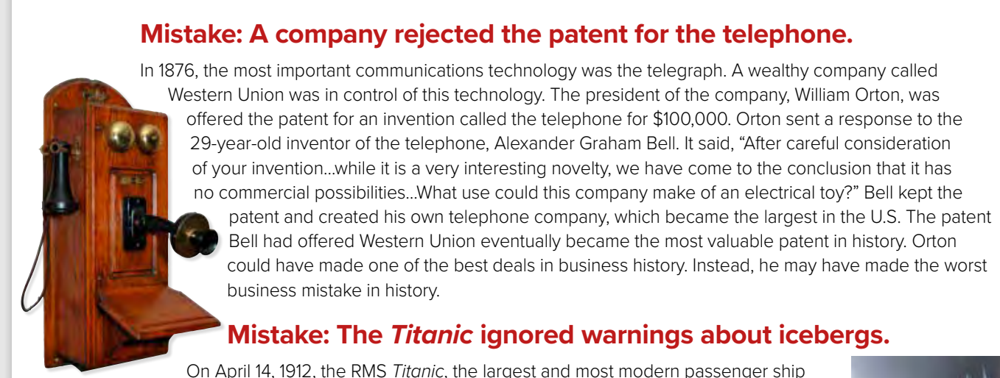 Mistake: A company rejected the patent for the telephone.
In 1876, the most important communications technology was the telegraph. A wealthy company called
Western Union was in control of this technology. The president of the company, William Orton, was
offered the patent for an invention called the telephone for $100,000. Orton sent a response to the
29-year-old inventor of the telephone, Alexander Graham Bell. It said, “After careful consideration
of your invention...while it is a very interesting novelty, we have come to the conclusion that it has
no commercial possibilities...What use could this company make of an electrical toy?” Bell kept the
patent and created his own telephone company, which became the largest in the U.S. The patent
Bell had offered Western Union eventually became the most valuable patent in history. Orton
could have made one of the best deals in business history. Instead, he may have made the worst
business mistake in history.
Mistake: The Titanic ignored warnings about icebergs.
On April 14, 1912, the RMS Titanic, the largest and most modern passenger ship